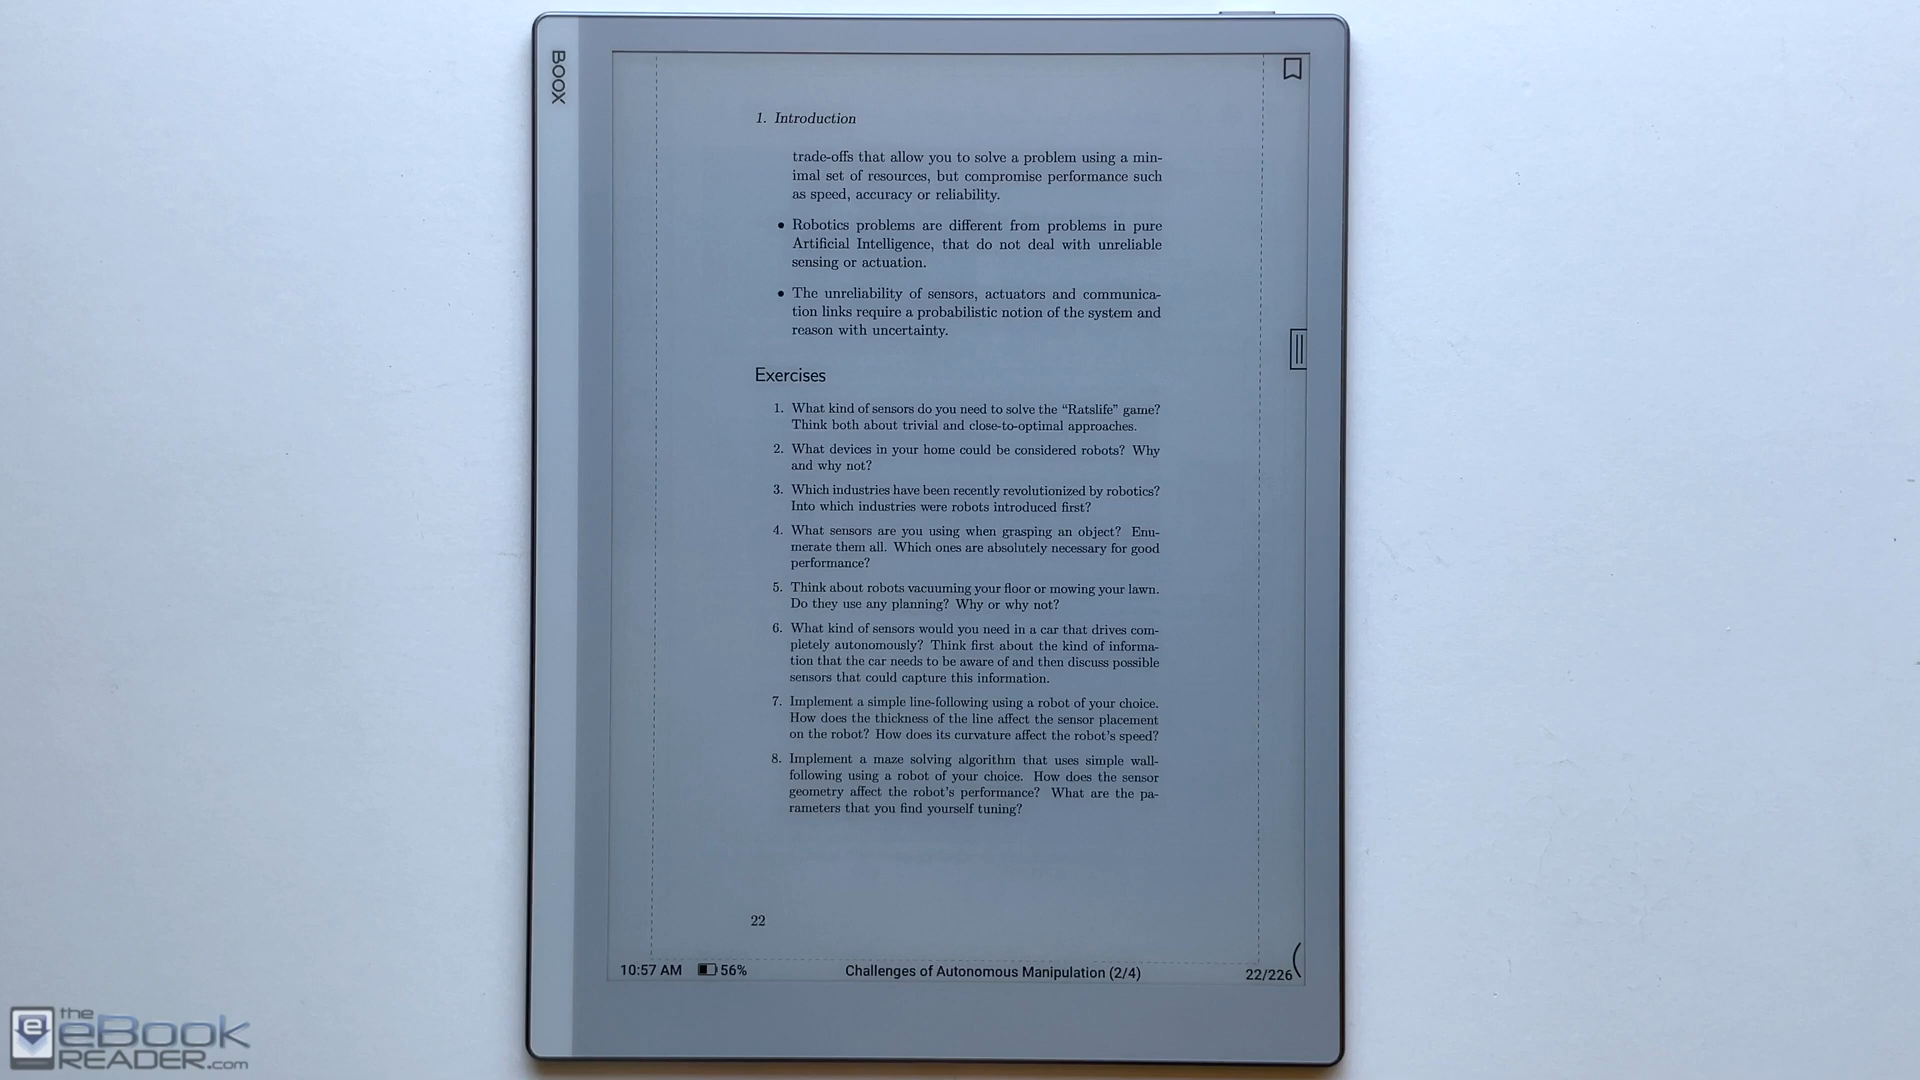 BOOX
1. Introduction
trade-offs that allow you to solve a problem using a min-
imal set of resources, but compromise performance such
as speed, accuracy or reliability.
• Robotics problems are different from problems in pure
Artificial Intelligence, that do not deal with unreliable
sensing or actuation.
• The unreliability of sensors, actuators and communica-
tion links require a probabilistic notion of the system and
reason with uncertainty.
Exercises
1. What kind of sensors do you need to solve the “Ratslife” game?
Think both about trivial and close-to-optimal approaches.
2. What devices in your home could be considered robots? Why
and why not?
3. Which industries have been recently revolutionized by robotics?
Into which industries were robots introduced first?
4. What sensors are you using when grasping an object? Enu-
merate them all. Which ones are absolutely necessary for good
performance?
5. Think about robots vacuuming your floor or mowing your lawn.
Do they use any planning? Why or why not?
6. What kind of sensors would you need in a car that drives com-
pletely autonomously? Think first about the kind of informa-
tion that the car needs to be aware of and then discuss possible
sensors that could capture this information.
7. Implement a simple line-following using a robot of your choice.
How does the thickness of the line affect the sensor placement
on the robot? How does its curvature affect the robot's speed?
8. Implement a maze solving algorithm that uses simple wall-
following using a robot of your choice. How does the sensor
geometry affect the robot's performance? What are the pa-
rameters that you find yourself tuning?
22
10:57 AM 56% Challenges of Autonomous Manipulation (2/4) 22/226
the
eBook
READER.com